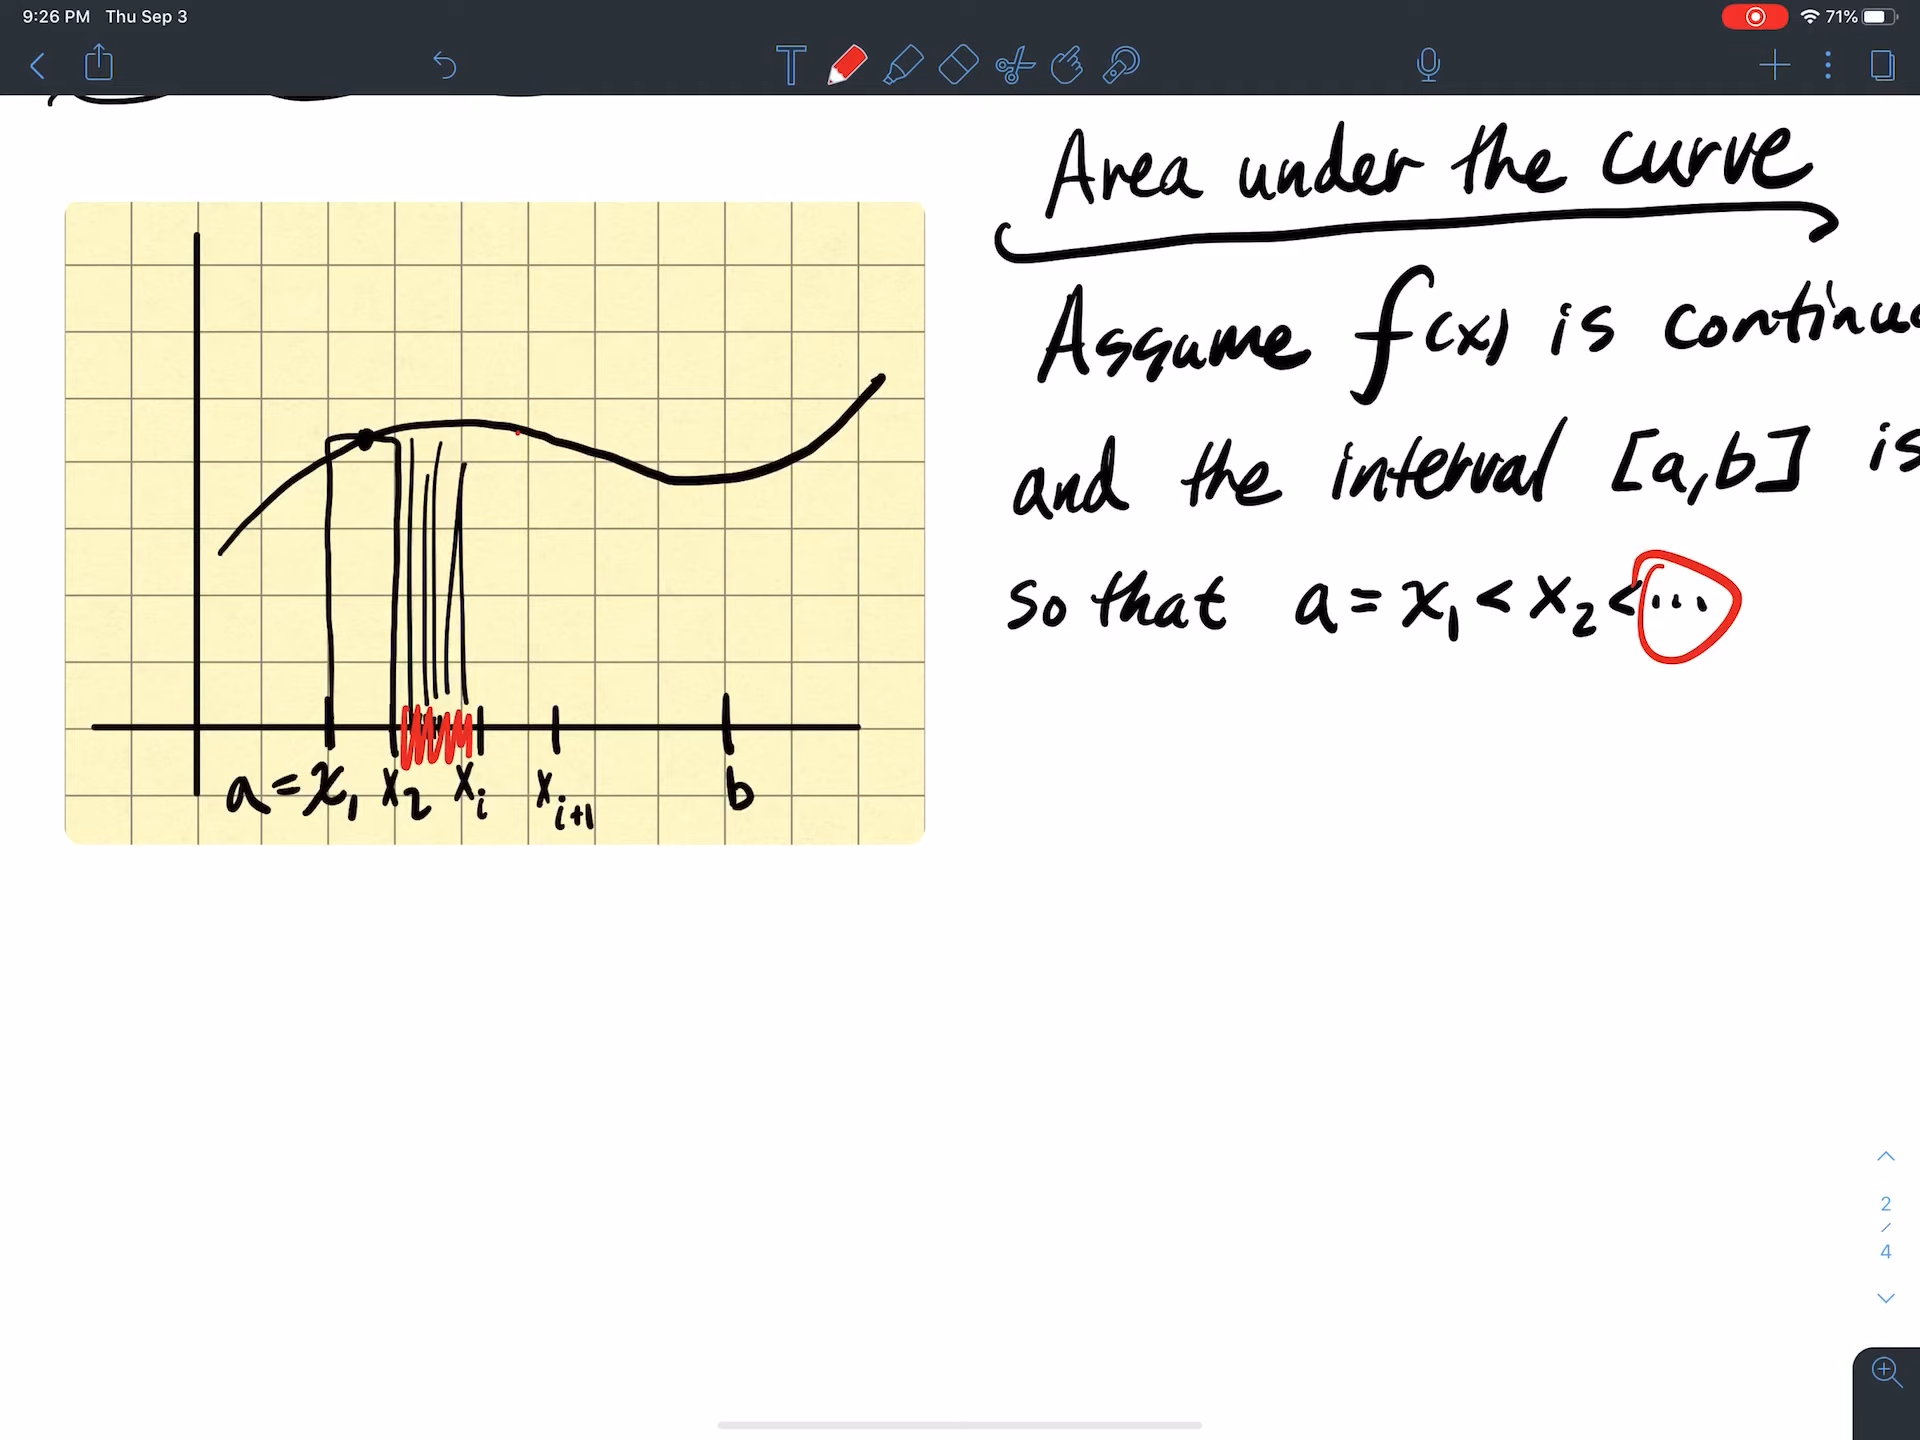 9:26 PM Thu Sep 3
71%
T
Area under the curve
Assume f(x) is continuo
and the interval [a,b] is
so that a = x₁ < x₂ < ...
a = x₁ x₂ xᵢ xᵢ₊₁ b
2
/
4